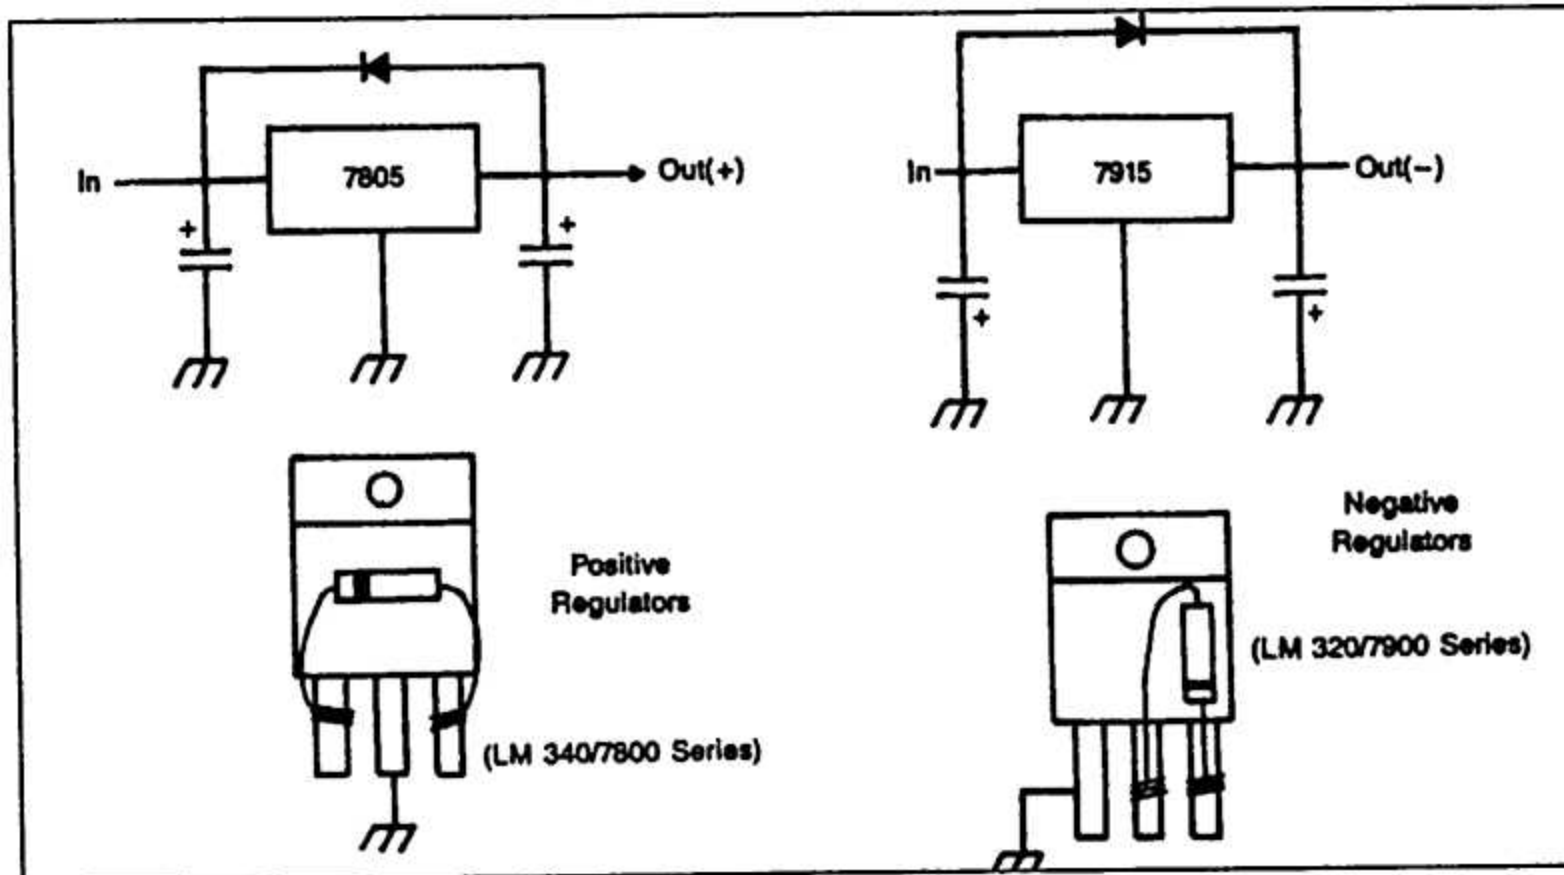 In
7805
Out(+)
+
+
In
7915
Out(-)
+
+
Positive
Regulators
(LM 340/7800 Series)
Negative
Regulators
(LM 320/7900 Series)